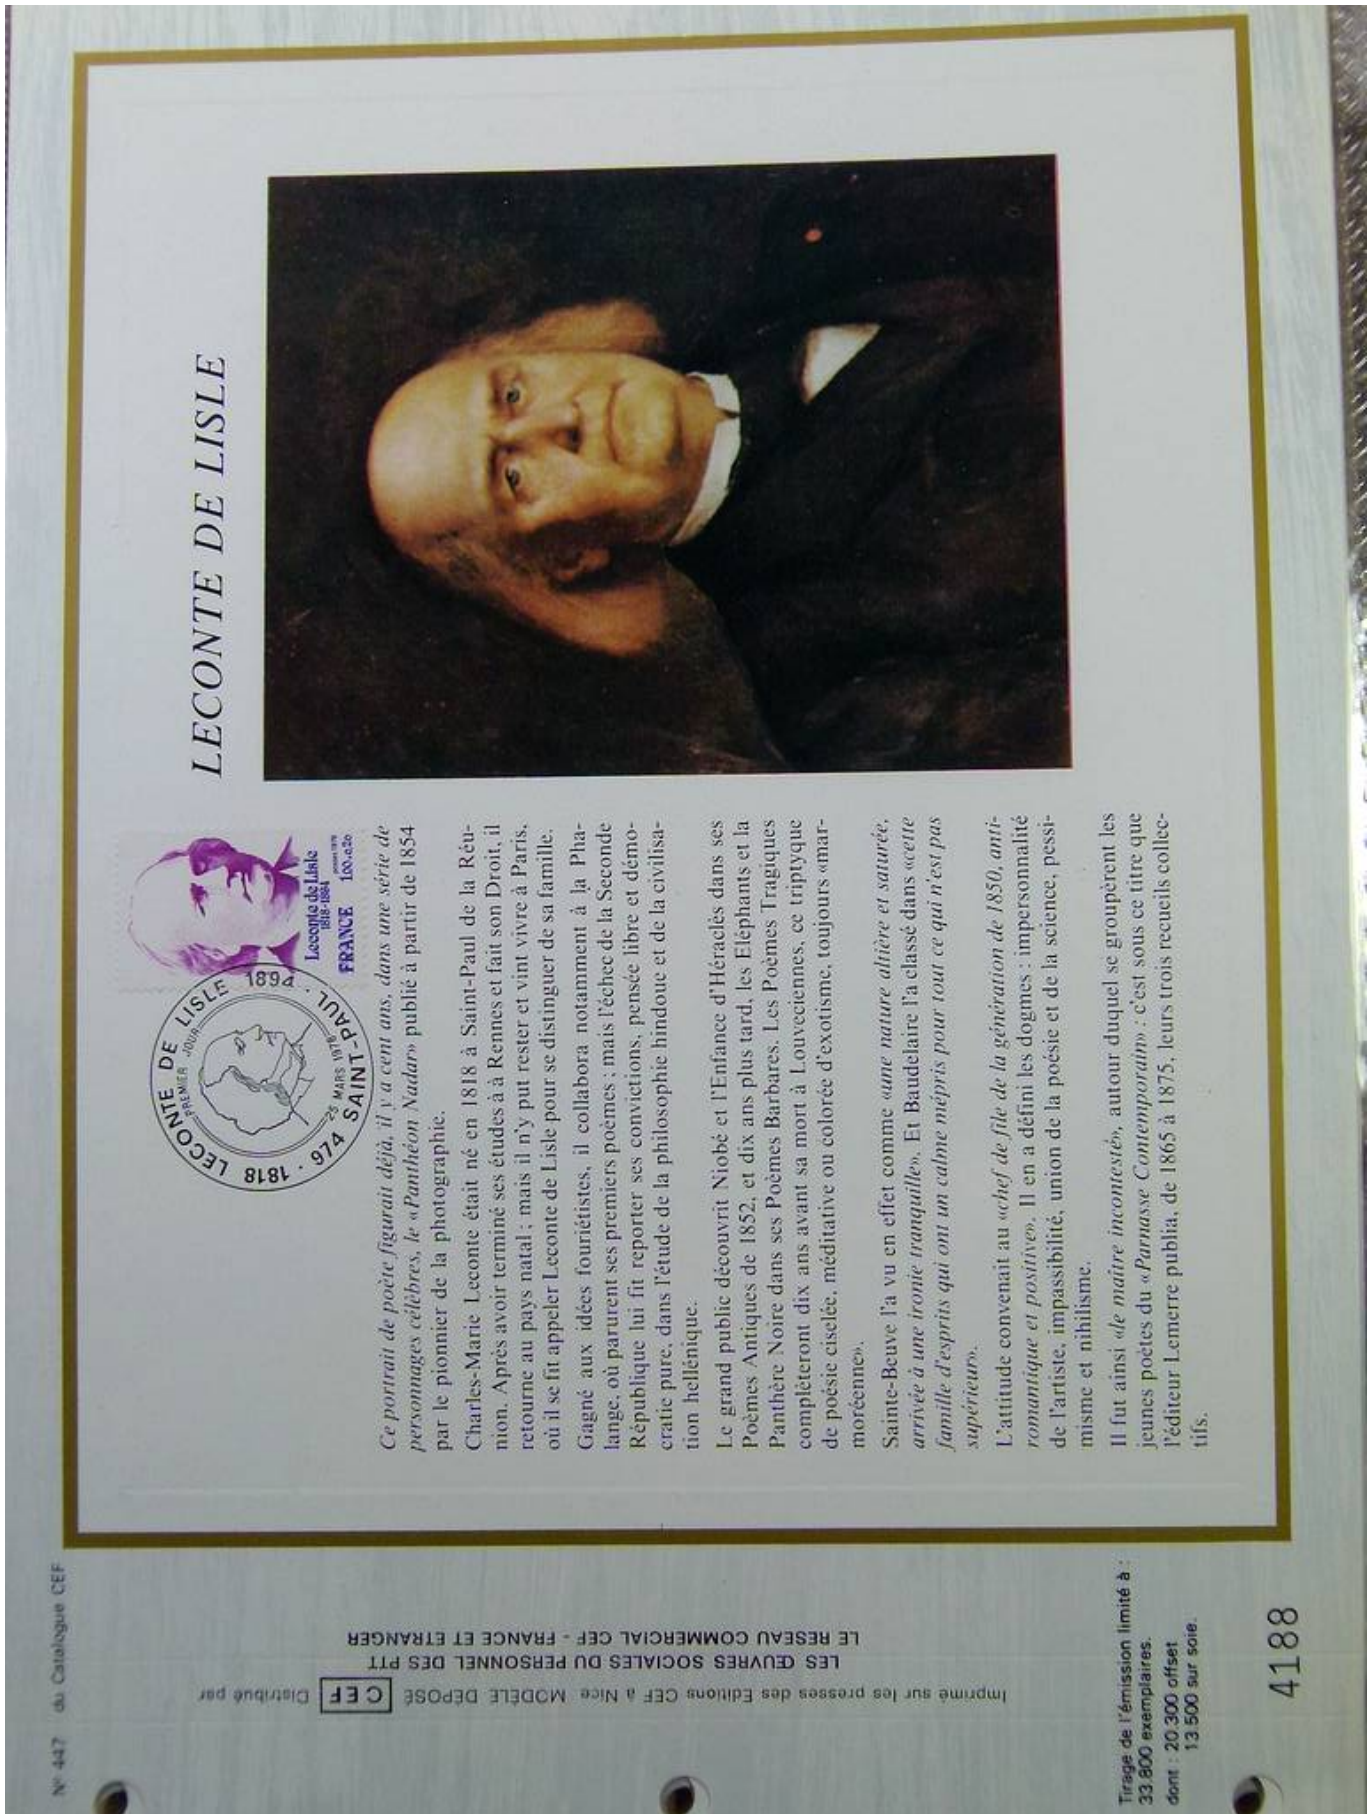 LECONTE DE LISLE
Leconte de Lisle
1818-1894
FRANCE 1,00+0,20
1818 LECONTE DE LISLE 1894
PREMIER JOUR
25 MARS 1978
974 SAINT-PAUL
Ce portrait de poète figurait déjà, il y a cent ans, dans une série de
personnages célèbres, le «Panthéon Nadar» publié à partir de 1854
par le pionnier de la photographie.
Charles-Marie Leconte était né en 1818 à Saint-Paul de la Réu-
nion. Après avoir terminé ses études à Rennes et fait son Droit, il
retourne au pays natal ; mais il n'y put rester et vint vivre à Paris,
où il se fit appeler Leconte de Lisle pour se distinguer de sa famille.
Gagné aux idées fouriétistes, il collabora notamment à la Pha-
lange, où parurent ses premiers poèmes ; mais l'échec de la Seconde
République lui fit reporter ses convictions, pensée libre et démo-
cratie pure, dans l'étude de la philosophie hindoue et de la civilisa-
tion hellénique.
Le grand public découvrit Niobé et l'Enfance d'Héraclès dans ses
Poèmes Antiques de 1852, et dix ans plus tard, les Eléphants et la
Panthère Noire dans ses Poèmes Barbares. Les Poèmes Tragiques
complèteront dix ans avant sa mort à Louveciennes, ce triptyque
de poésie ciselée, méditative ou colorée d'exotisme, toujours «mar-
moréenne».
Sainte-Beuve l'a vu en effet comme «une nature altière et saturée,
arrivée à une ironie tranquille». Et Baudelaire l'a classé dans «cette
famille d'esprits qui ont un calme mépris pour tout ce qui n'est pas
supérieur».
L'attitude convenait au «chef de file de la génération de 1850, anti-
romantique et positive». Il en a défini les dogmes : impersonnalité
de l'artiste, impassibilité, union de la poésie et de la science, pessi-
misme et nihilisme.
Il fut ainsi «le maître incontesté», autour duquel se groupèrent les
jeunes poètes du «Parnasse Contemporain» : c'est sous ce titre que
l'éditeur Lemerre publia, de 1865 à 1875, leurs trois recueils collec-
tifs.
N° 447 du Catalogue CEF
Imprimé sur les presses des Editions CEF à Nice MODÈLE DÉPOSÉ CEF Distribué par
LES ŒUVRES SOCIALES DU PERSONNEL DES PTT
LE RESEAU COMMERCIAL CEF - FRANCE ET ETRANGER
Tirage de l'émission limité à :
33.800 exemplaires.
dont : 20.300 offset
13.500 sur soie.
4188